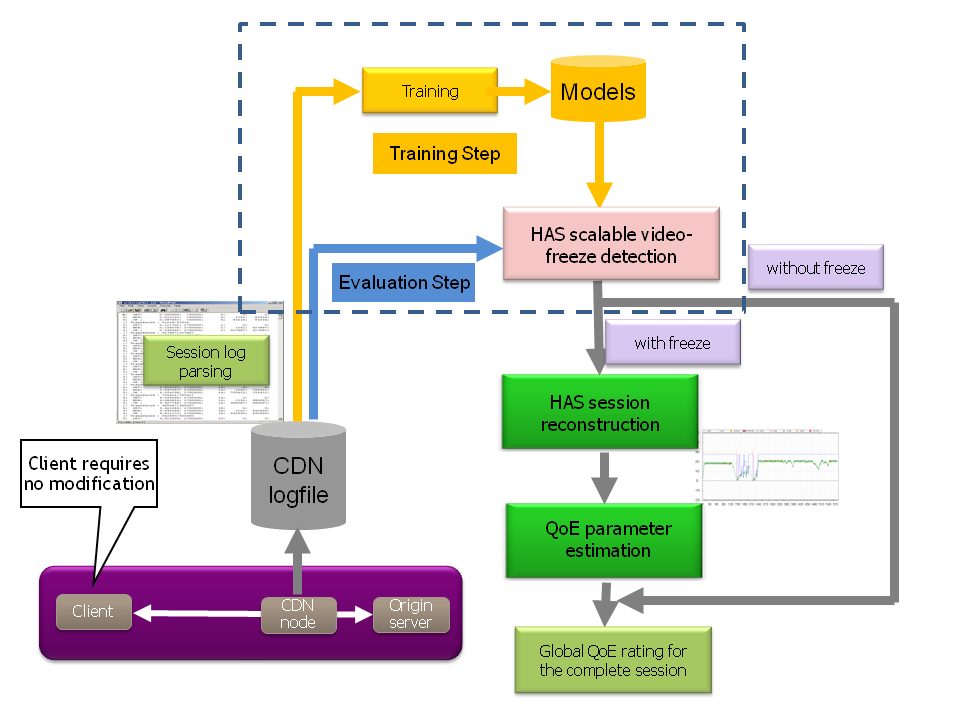 Training
Models
Training Step
HAS scalable video-
freeze detection
without freeze
Evaluation Step
with freeze
Session log
parsing
HAS session
reconstruction
CDN
logfile
Client requires
no modification
QoE parameter
estimation
Client
CDN
node
Origin
server
Global QoE rating for
the complete session